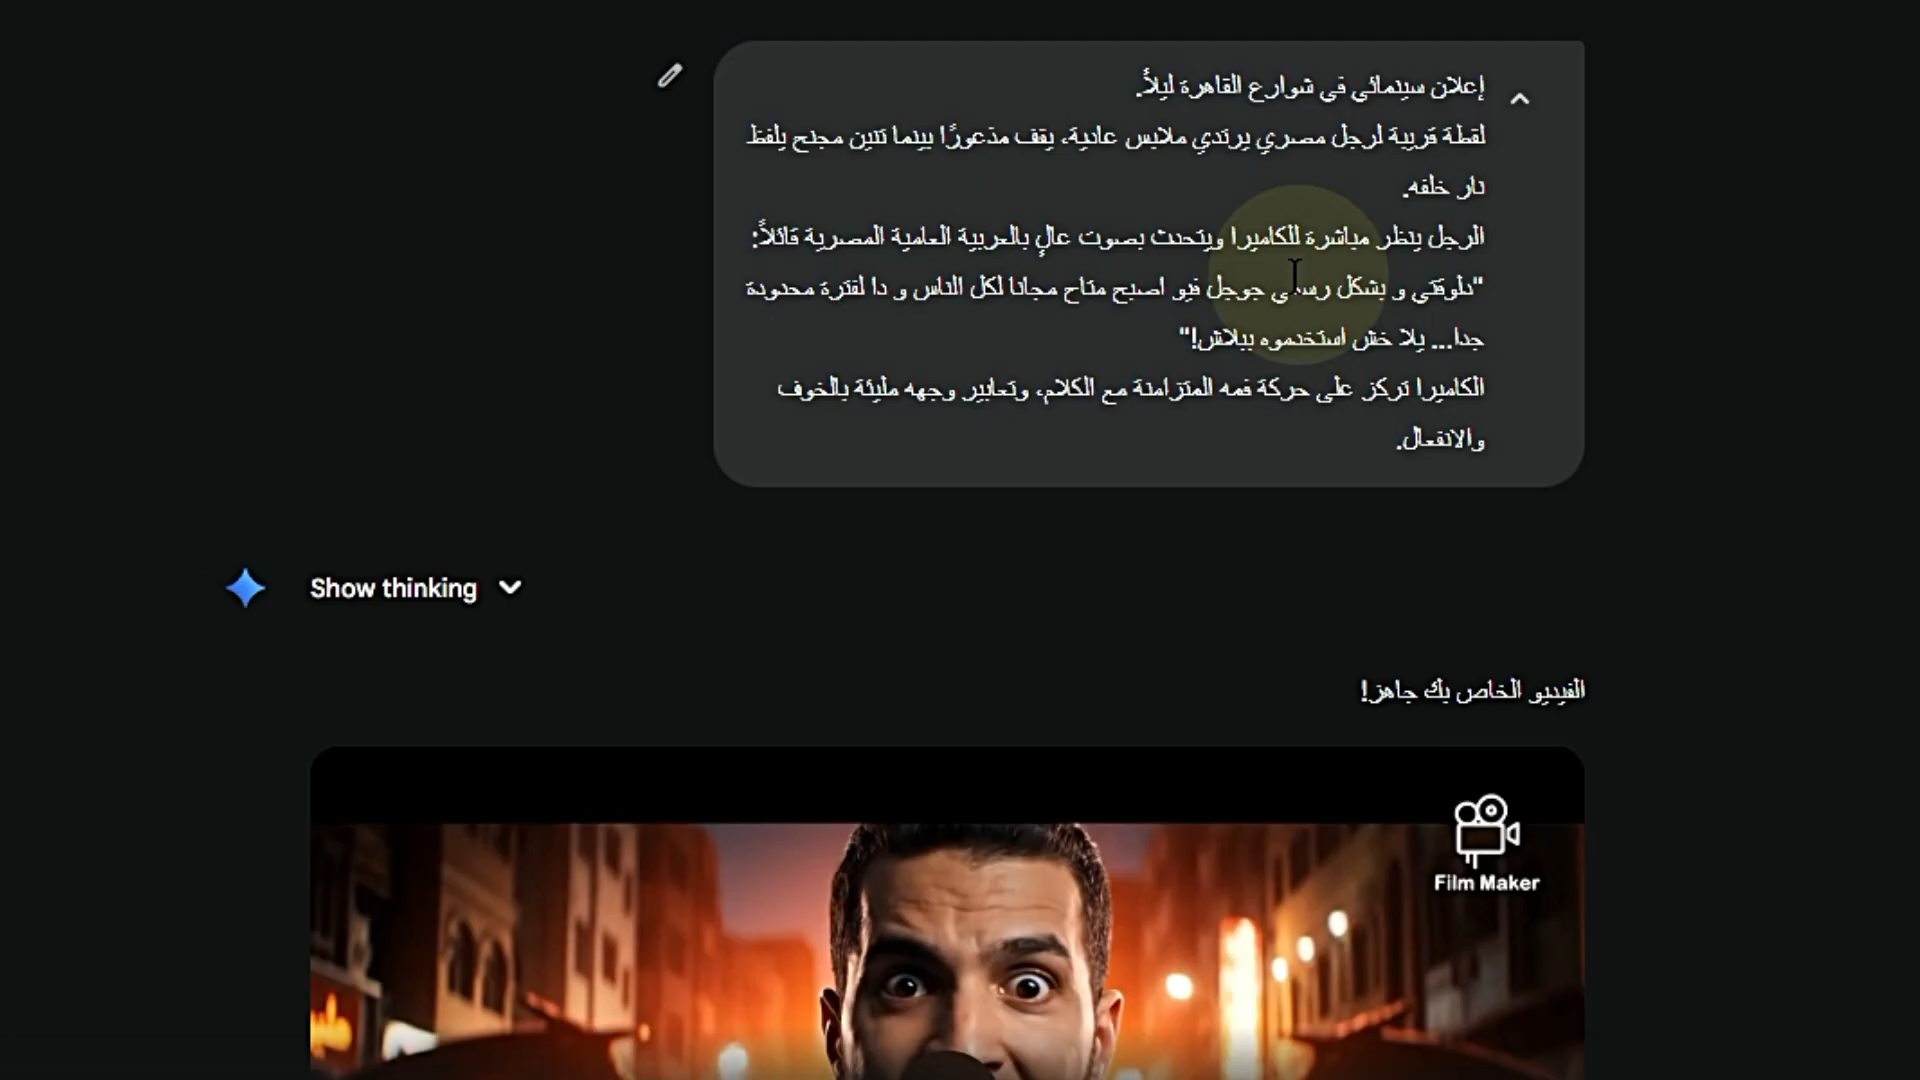 إعلان سينمائي في شوارع القاهرة ليلاً.
لقطة قريبة لرجل مصري يرتدي ملابس عادية، يقف مذعورًا بينما تنين مجنح يلفظ
نار خلفه.
الرجل ينظر مباشرة للكاميرا ويتحدث بصوت عالٍ بالعربية العامية المصرية قائلاً:
"دلوقتي و بشكل رسمي جوجل فيو اصبح متاح مجانا لكل الناس و دا لفترة محدودة
جدا... يلا خش استخدموه ببلاش!"
الكاميرا تركز على حركة فمه المتزامنة مع الكلام، وتعابير وجهه مليئة بالخوف
والانفعال.
Show thinking
الفيديو الخاص بك جاهز!
Film Maker